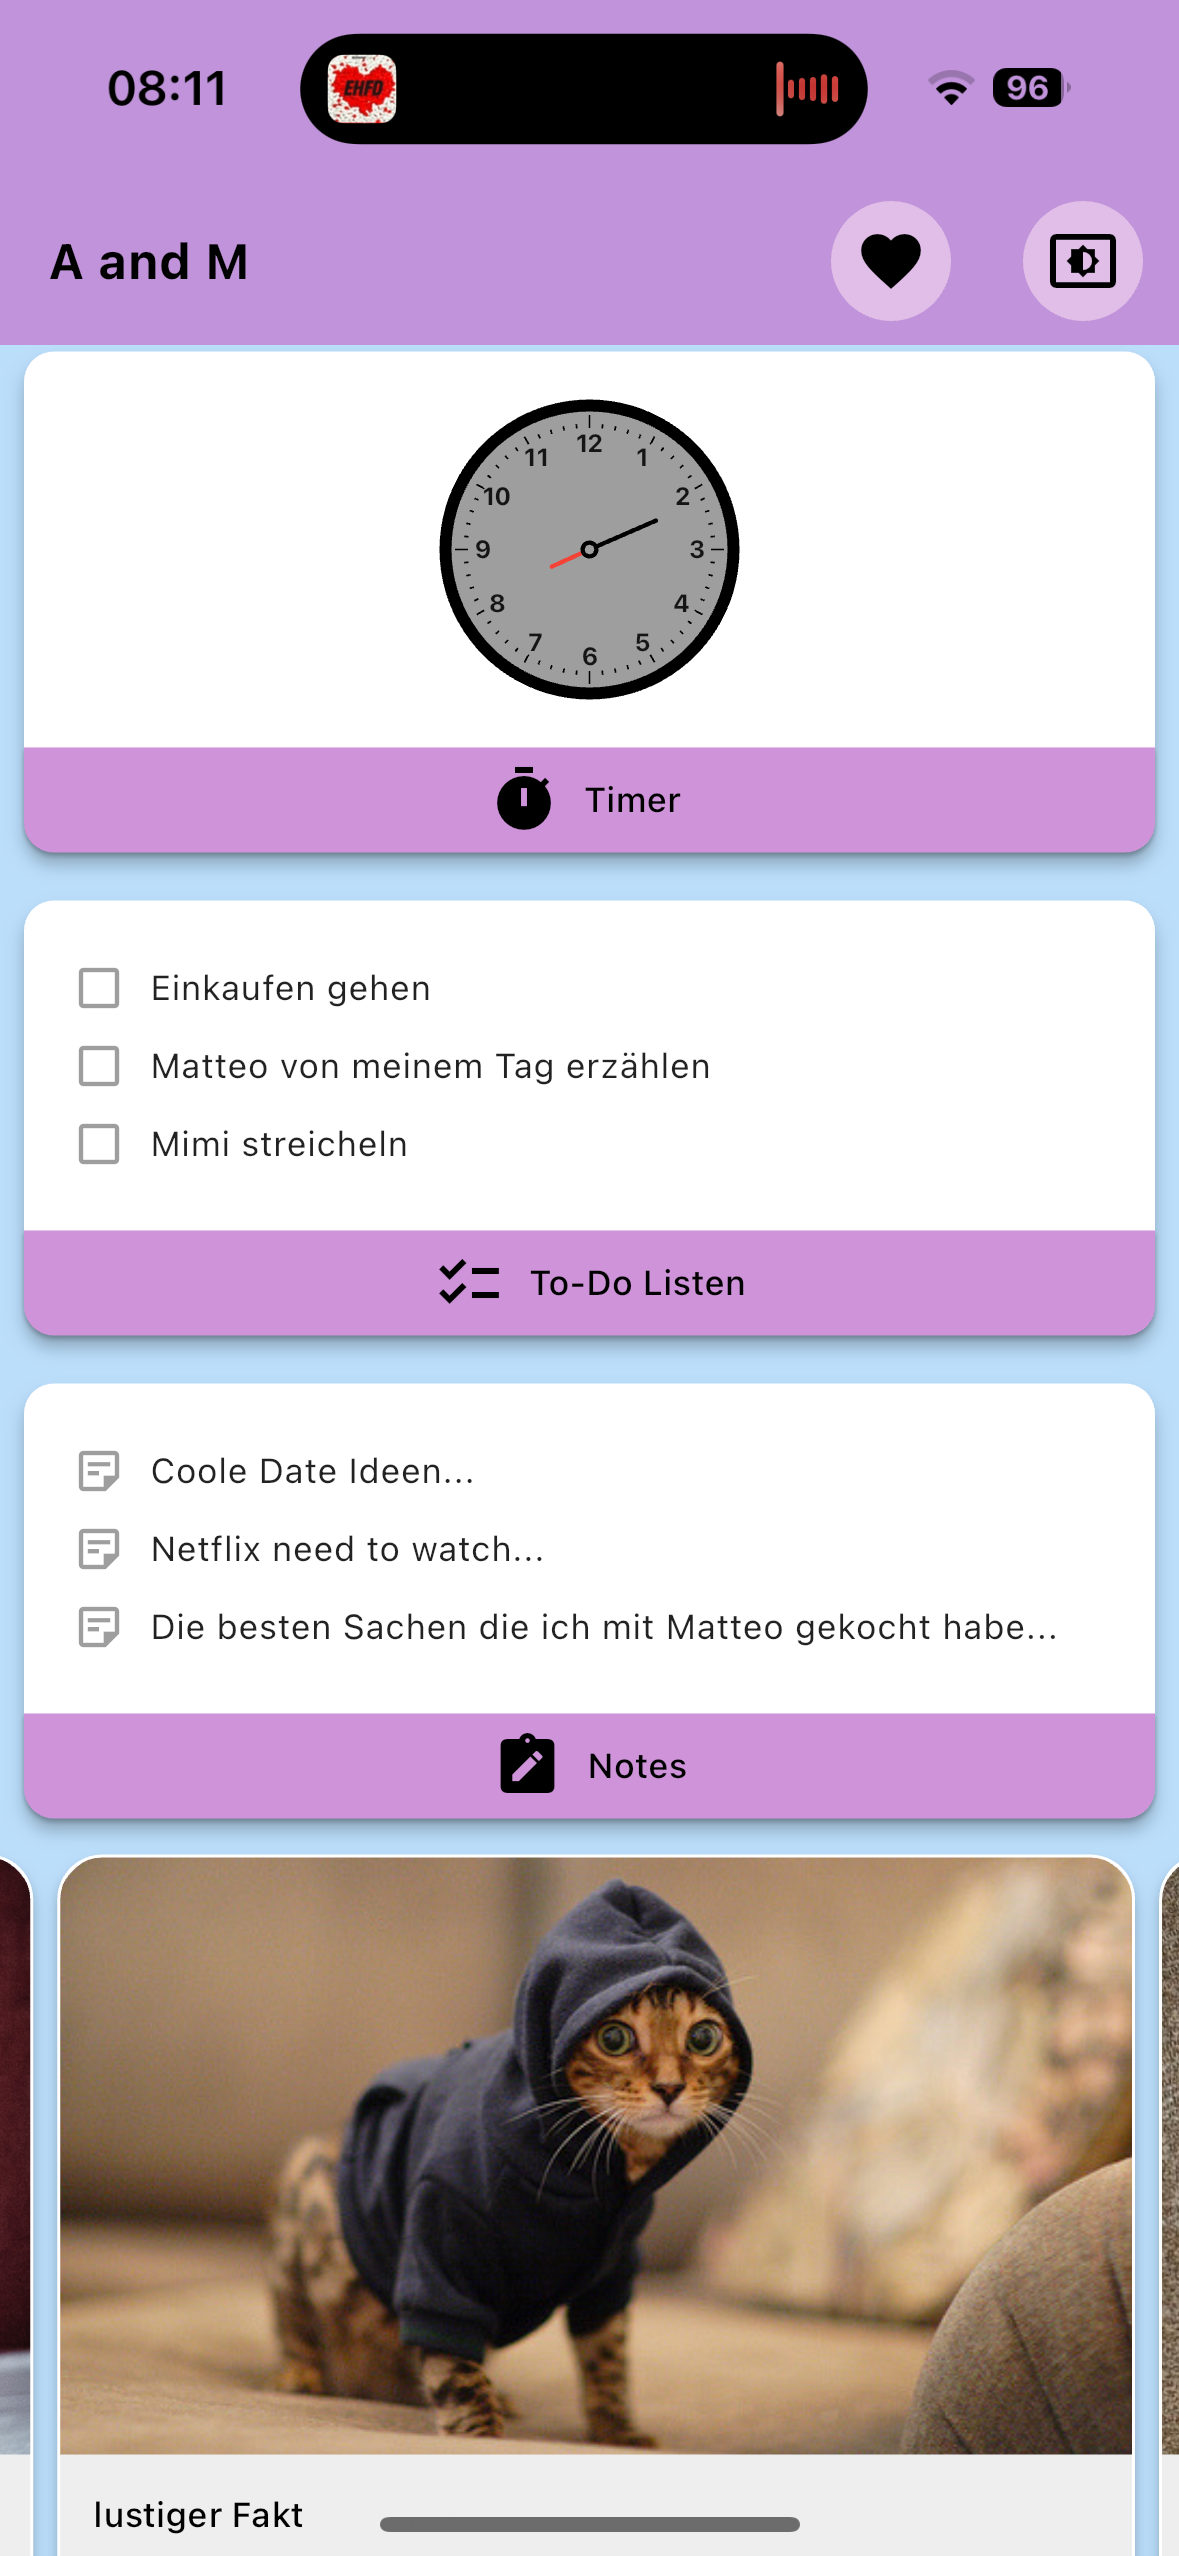 08:11
EHFD
96
A and M
12
11
1
10
2
9
3
8
4
7
5
6
Timer
Einkaufen gehen
Matteo von meinem Tag erzählen
Mimi streicheln
To-Do Listen
Coole Date Ideen...
Netflix need to watch...
Die besten Sachen die ich mit Matteo gekocht habe...
Notes
lustiger Fakt